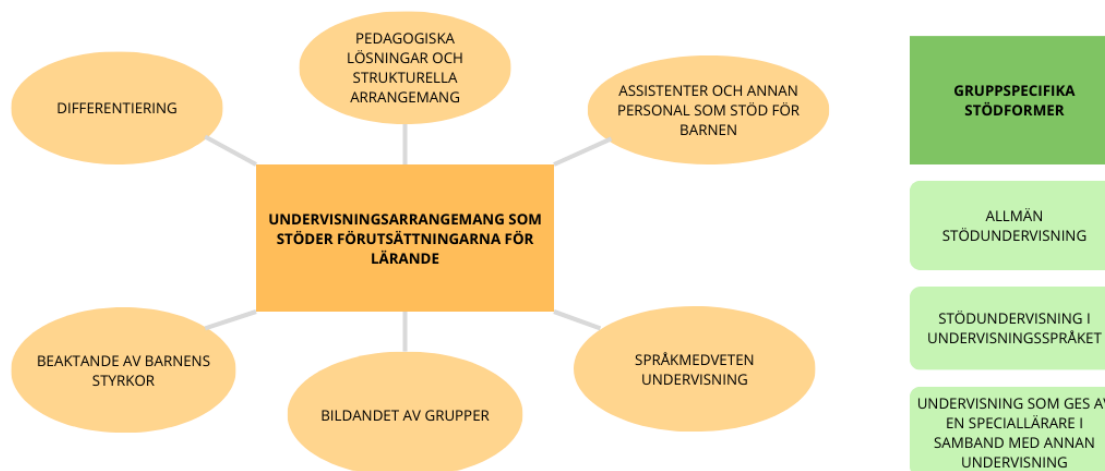 DIFFERENTIERING
PEDAGOGISKA
LÖSNINGAR OCH
STRUKTURELLA
ARRANGEMANG
ASSISTENTER OCH ANNAN
PERSONAL SOM STÖD FÖR
BARNEN
UNDERVISNINGSARRANGEMANG SOM
STÖDER FÖRUTSÄTTNINGARNA FÖR
LÄRANDE
BEAKTANDE AV BARNENS
STYRKOR
BILDANDET AV GRUPPER
SPRÅKMEDVETEN
UNDERVISNING
GRUPPSPECIFIKA
STÖDFORMER
ALLMÄN
STÖDUNDERVISNING
STÖDUNDERVISNING I
UNDERVISNINGSSPRÅKET
UNDERVISNING SOM GES AV
EN SPECIALLÄRARE I
SAMBAND MED ANNAN
UNDERVISNING